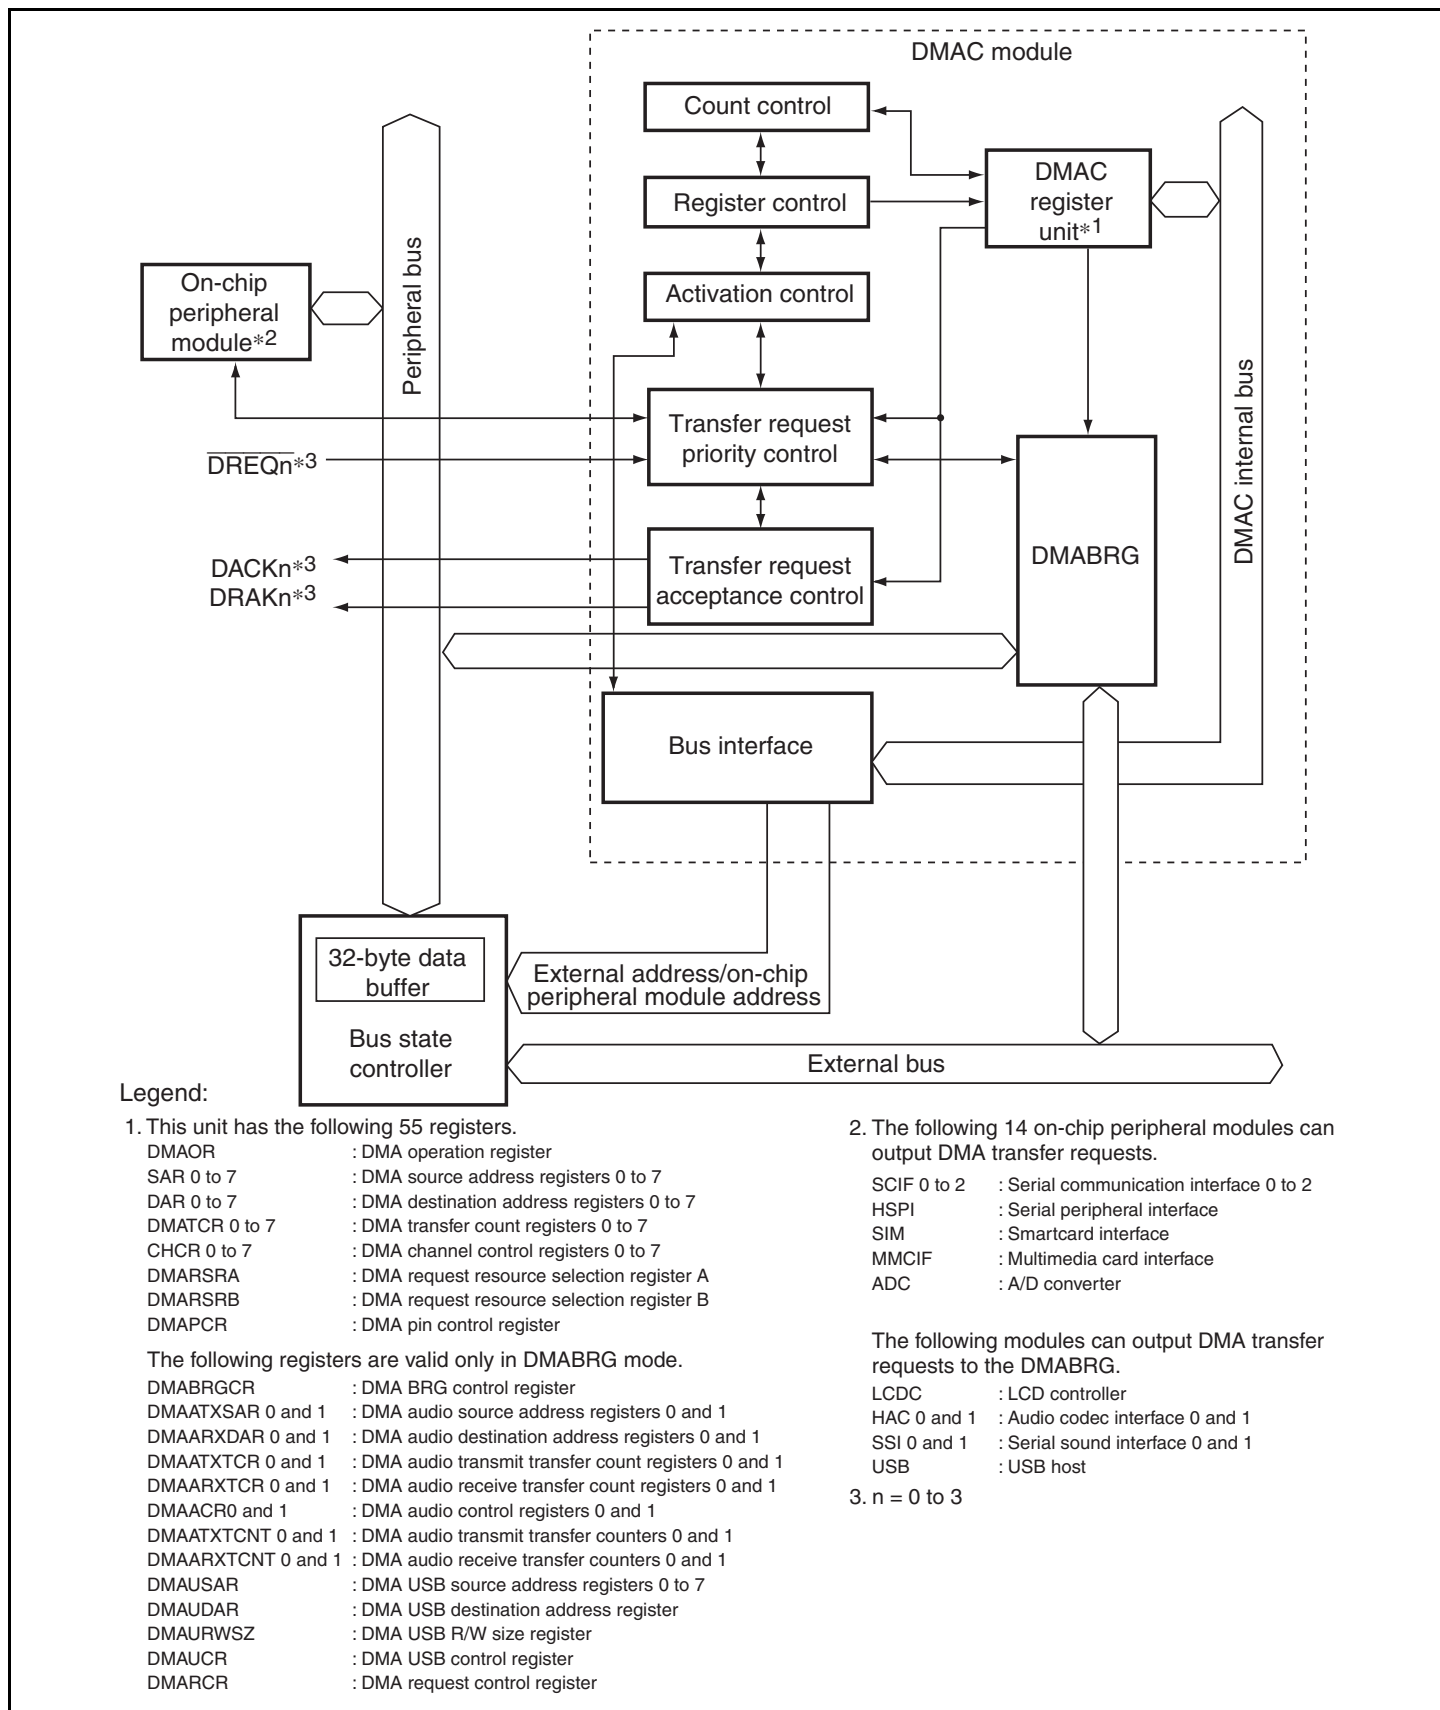 DMAC module
Count control
Register control
Activation control
DMAC
register
unit*1
On-chip
peripheral
module*2
Peripheral bus
Transfer request
priority control
DREQn*3
DACKn*3
DRAKn*3
Transfer request
acceptance control
DMABRG
DMAC internal bus
Bus interface
32-byte data
buffer
Bus state
controller
External address/on-chip
peripheral module address
External bus
Legend:
1. This unit has the following 55 registers.
DMAOR : DMA operation register
SAR 0 to 7 : DMA source address registers 0 to 7
DAR 0 to 7 : DMA destination address registers 0 to 7
DMATCR 0 to 7 : DMA transfer count registers 0 to 7
CHCR 0 to 7 : DMA channel control registers 0 to 7
DMARSRA : DMA request resource selection register A
DMARSRB : DMA request resource selection register B
DMAPCR : DMA pin control register
The following registers are valid only in DMABRG mode.
DMABRGCR : DMA BRG control register
DMAATXSAR 0 and 1 : DMA audio source address registers 0 and 1
DMAARXDAR 0 and 1 : DMA audio destination address registers 0 and 1
DMAATXTCR 0 and 1 : DMA audio transmit transfer count registers 0 and 1
DMAARXTCR 0 and 1 : DMA audio receive transfer count registers 0 and 1
DMAACR0 and 1 : DMA audio control registers 0 and 1
DMAATXTCNT 0 and 1 : DMA audio transmit transfer counters 0 and 1
DMAARXTCNT 0 and 1 : DMA audio receive transfer counters 0 and 1
DMAUSAR : DMA USB source address registers 0 to 7
DMAUDAR : DMA USB destination address register
DMAURWSZ : DMA USB R/W size register
DMAUCR : DMA USB control register
DMARCR : DMA request control register
2. The following 14 on-chip peripheral modules can
output DMA transfer requests.
SCIF 0 to 2 : Serial communication interface 0 to 2
HSPI : Serial peripheral interface
SIM : Smartcard interface
MMCIF : Multimedia card interface
ADC : A/D converter
The following modules can output DMA transfer
requests to the DMABRG.
LCDC : LCD controller
HAC 0 and 1 : Audio codec interface 0 and 1
SSI 0 and 1 : Serial sound interface 0 and 1
USB : USB host
3. n = 0 to 3